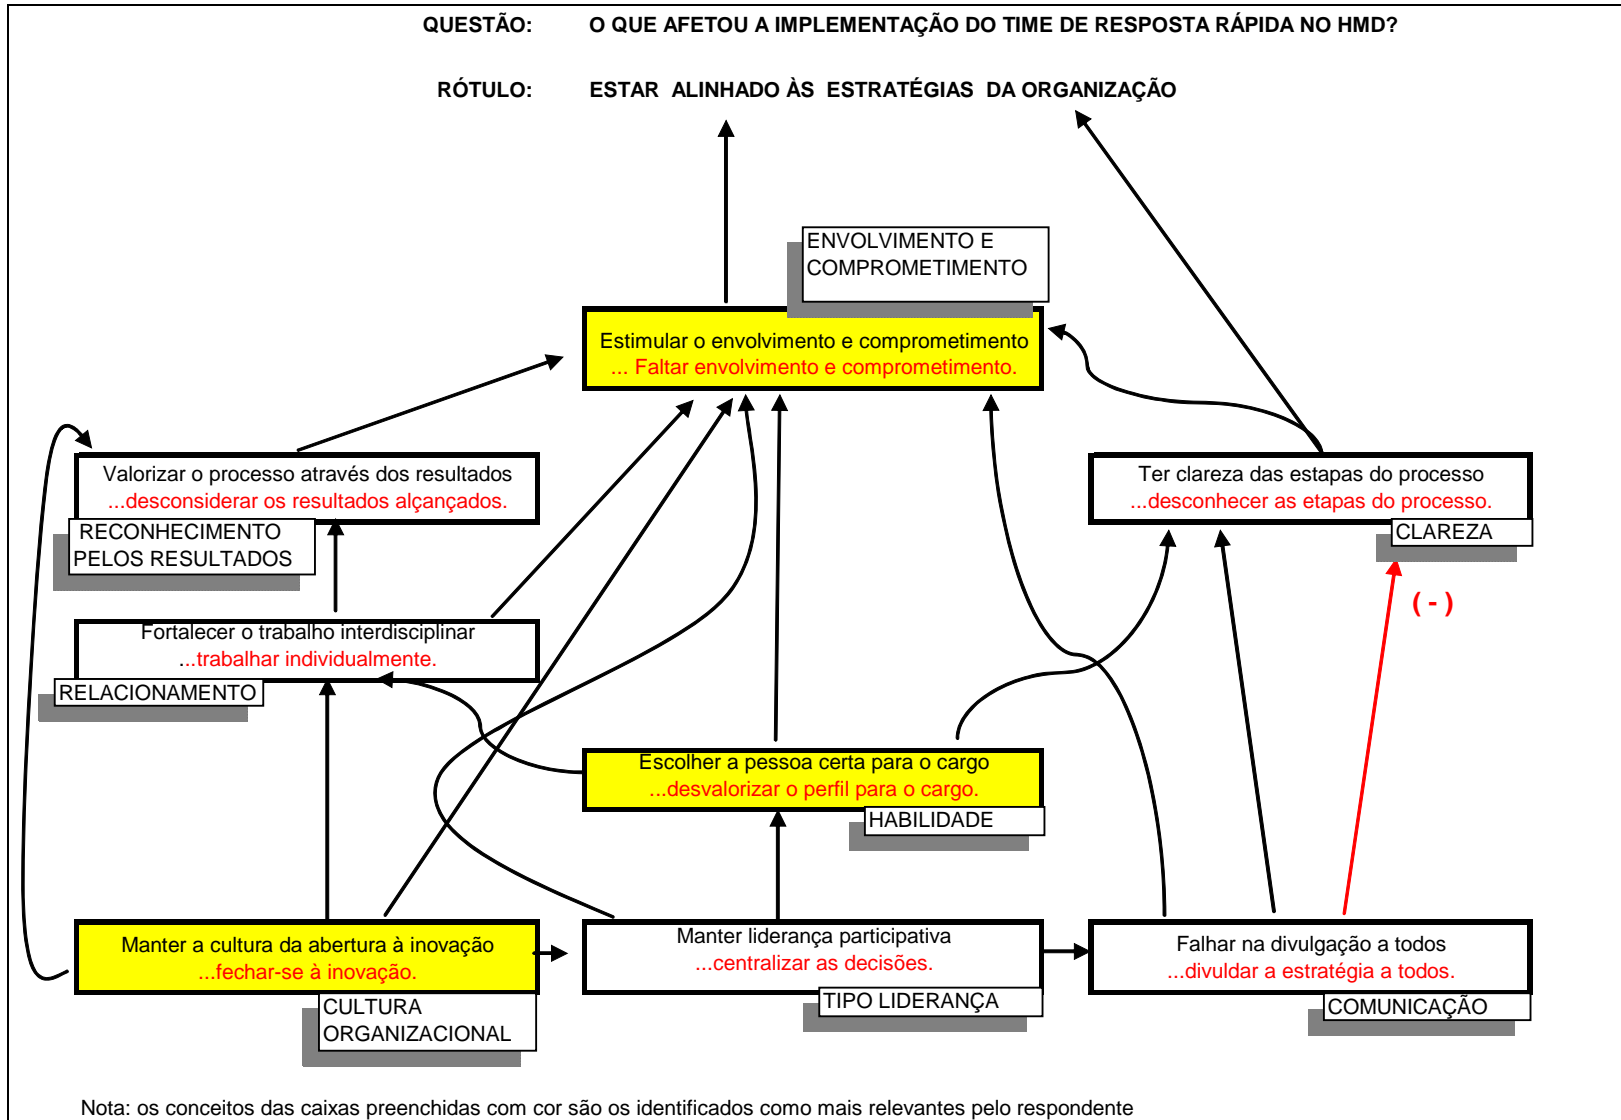 QUESTÃO: O QUE AFETOU A IMPLEMENTAÇÃO DO TIME DE RESPOSTA RÁPIDA NO HMD?
RÓTULO: ESTAR ALINHADO ÀS ESTRATÉGIAS DA ORGANIZAÇÃO
ENVOLVIMENTO E
COMPROMETIMENTO
Estimular o envolvimento e comprometimento
... Faltar envolvimento e comprometimento.
Valorizar o processo através dos resultados
...desconsiderar os resultados alçançados.
RECONHECIMENTO
PELOS RESULTADOS
Ter clareza das estapas do processo
...desconhecer as etapas do processo.
CLAREZA
( - )
Fortalecer o trabalho interdisciplinar
...trabalhar individualmente.
RELACIONAMENTO
Escolher a pessoa certa para o cargo
...desvalorizar o perfil para o cargo.
HABILIDADE
Manter a cultura da abertura à inovação
...fechar-se à inovação.
CULTURA
ORGANIZACIONAL
Manter liderança participativa
...centralizar as decisões.
TIPO LIDERANÇA
Falhar na divulgação a todos
...divuldar a estratégia a todos.
COMUNICAÇÃO
Nota: os conceitos das caixas preenchidas com cor são os identificados como mais relevantes pelo respondente